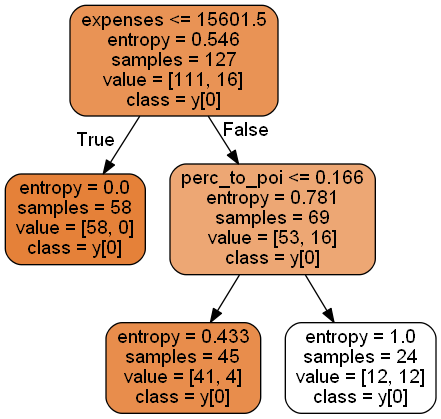 expenses <= 15601.5
entropy = 0.546
samples = 127
value = [111, 16]
class = y[0]
True
False
entropy = 0.0
samples = 58
value = [58, 0]
class = y[0]
perc_to_poi <= 0.166
entropy = 0.781
samples = 69
value = [53, 16]
class = y[0]
entropy = 0.433
samples = 45
value = [41, 4]
class = y[0]
entropy = 1.0
samples = 24
value = [12, 12]
class = y[0]